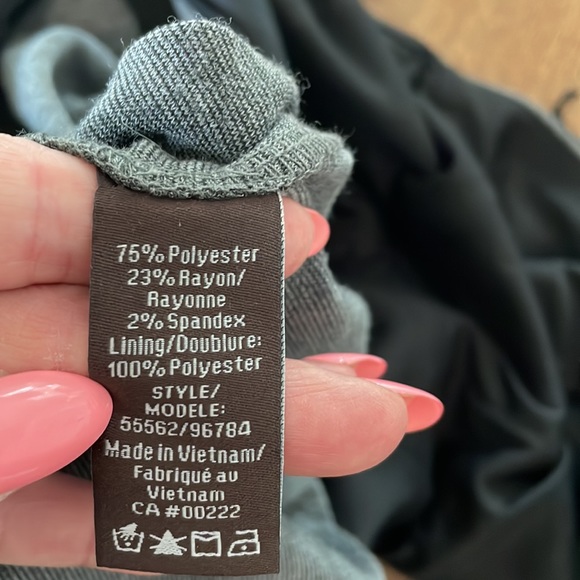 75% Polyester
23% Rayon/
Rayonne
2% Spandex
Lining/Doublure:
100% Polyester
STYLE/
MODELE:
55562/96784
Made in Vietnam/
Fabriqué au
Vietnam
CA #00222